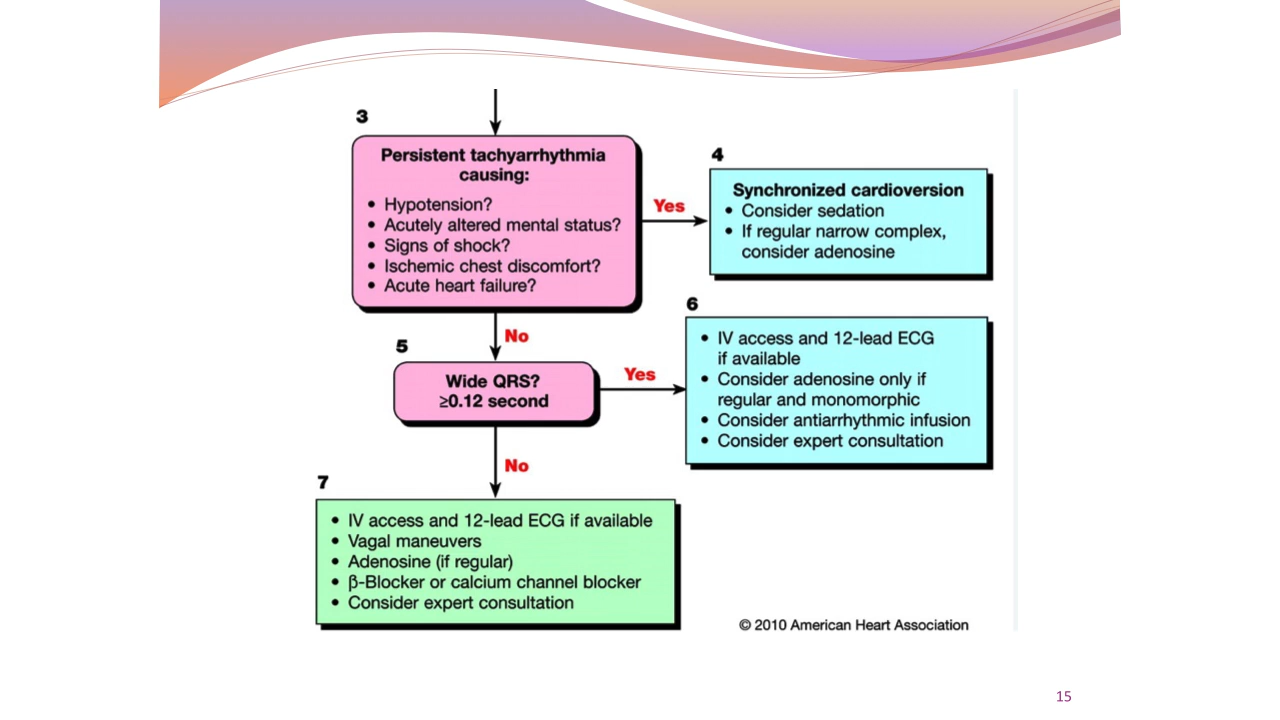 3
Persistent tachyarrhythmia
causing:
• Hypotension?
• Acutely altered mental status?
• Signs of shock?
• Ischemic chest discomfort?
• Acute heart failure?
Yes
4
Synchronized cardioversion
• Consider sedation
• If regular narrow complex,
consider adenosine
No
5
Wide QRS?
≥0.12 second
Yes
6
• IV access and 12-lead ECG
if available
• Consider adenosine only if
regular and monomorphic
• Consider antiarrhythmic infusion
• Consider expert consultation
No
7
• IV access and 12-lead ECG if available
• Vagal maneuvers
• Adenosine (if regular)
• β-Blocker or calcium channel blocker
• Consider expert consultation
© 2010 American Heart Association
15